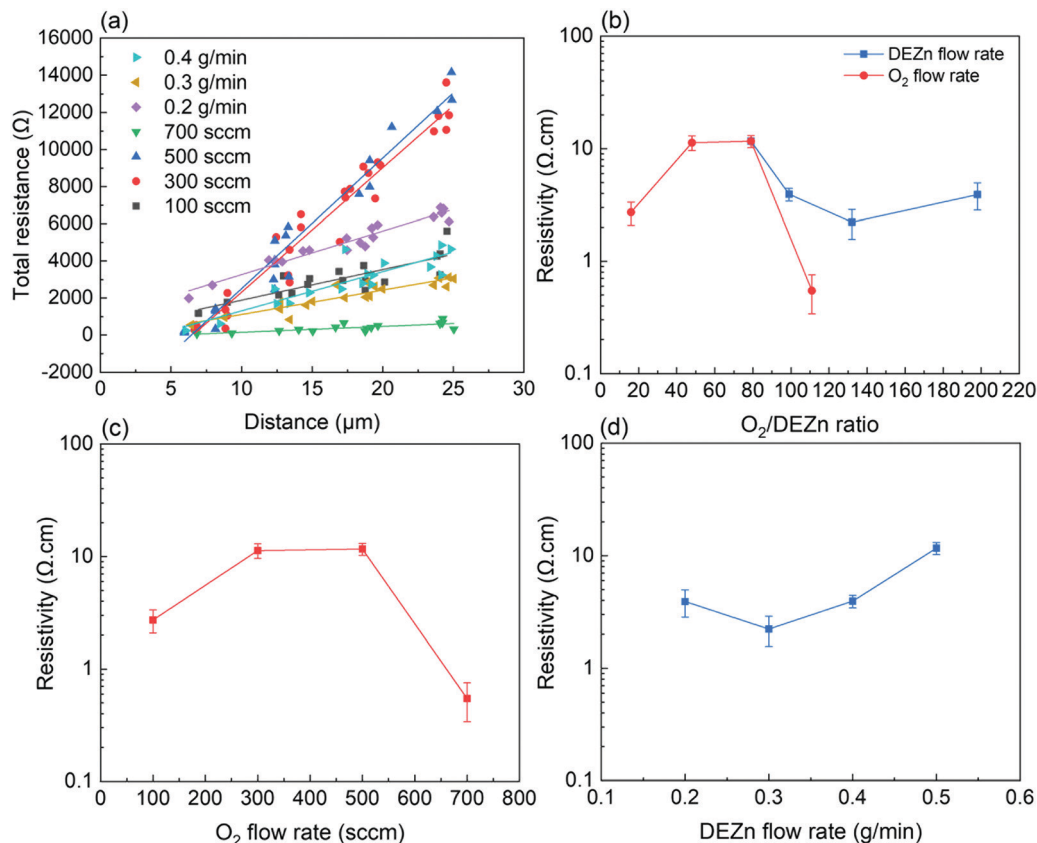 (a)
16000
14000
12000
10000
8000
6000
4000
2000
0
-2000
Total resistance (Ω)
0.4 g/min
0.3 g/min
0.2 g/min
700 sccm
500 sccm
300 sccm
100 sccm
0 5 10 15 20 25 30
Distance (µm)
(b)
100
10
1
0.1
Resistivity (Ω.cm)
DEZn flow rate
O₂ flow rate
0 20 40 60 80 100 120 140 160 180 200 220
O₂/DEZn ratio
(c)
100
10
1
0.1
Resistivity (Ω.cm)
0 100 200 300 400 500 600 700 800
O₂ flow rate (sccm)
(d)
100
10
1
0.1
Resistivity (Ω.cm)
0.1 0.2 0.3 0.4 0.5 0.6
DEZn flow rate (g/min)